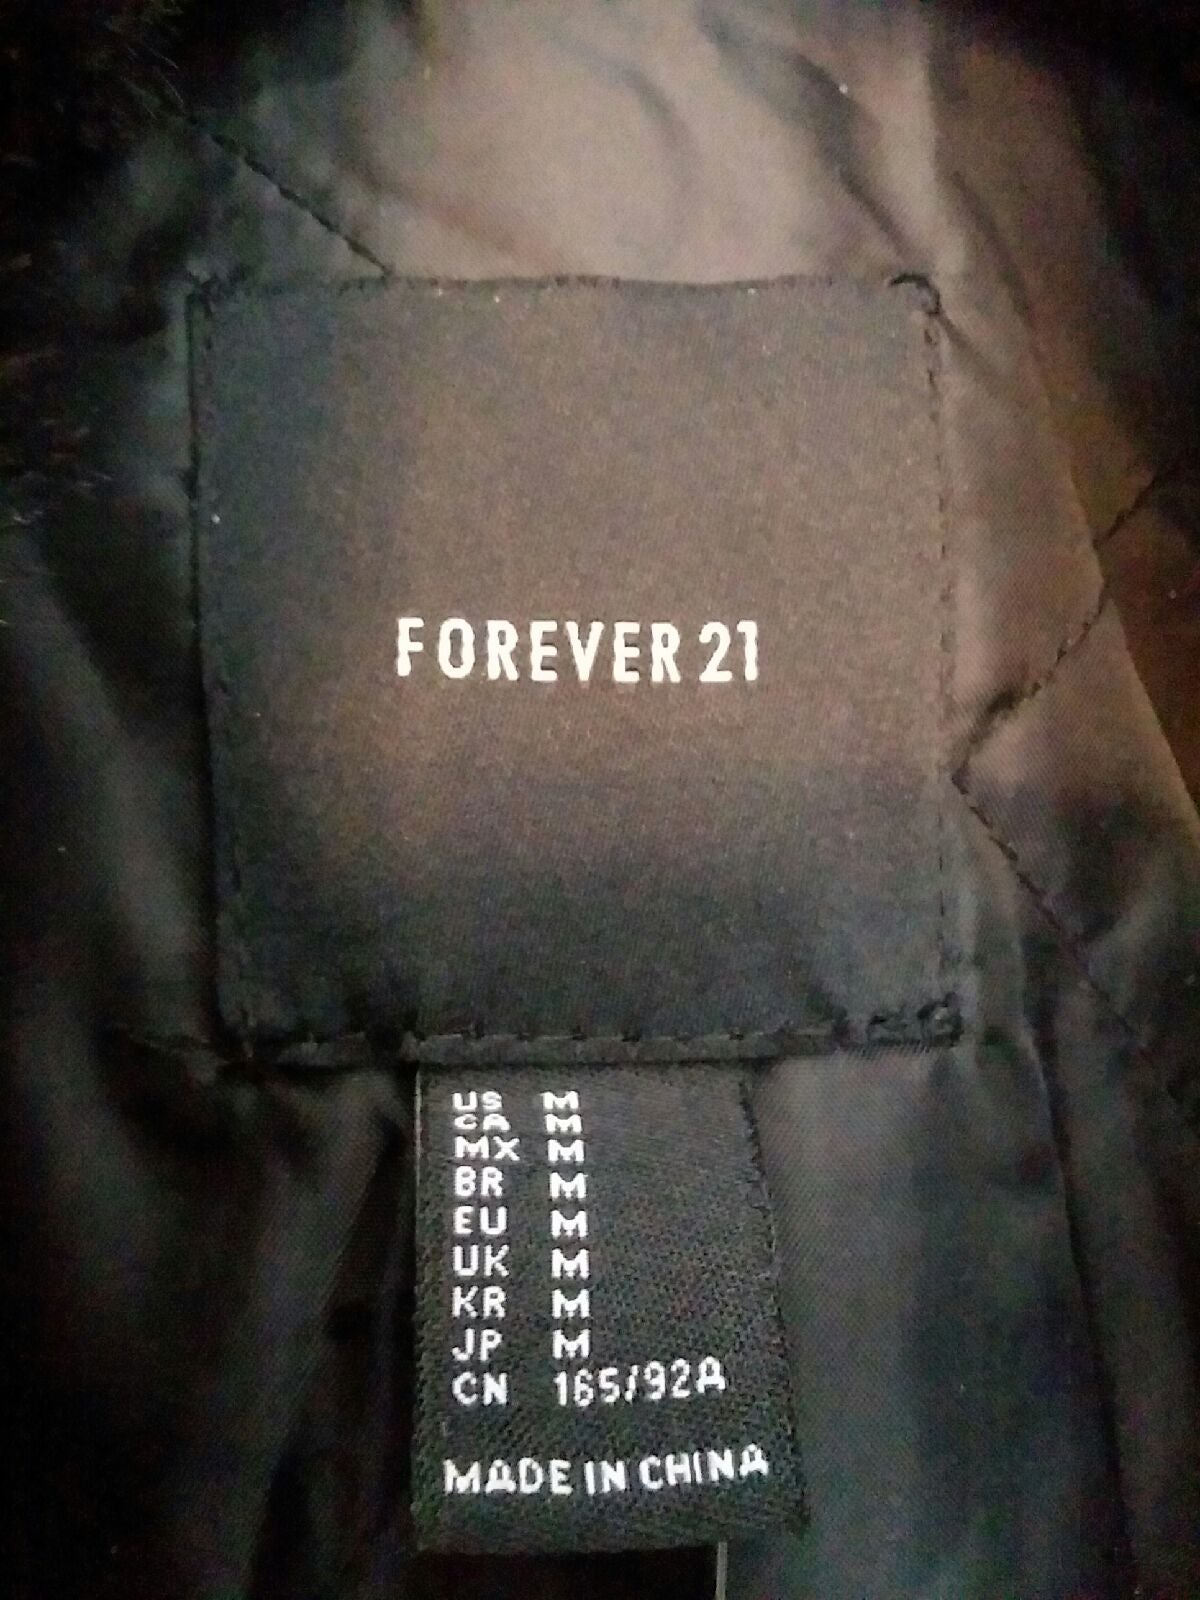 FOREVER 21
US M
CA M
MX M
BR M
EU M
UK M
KR M
JP M
CN 165/92A
MADE IN CHINA